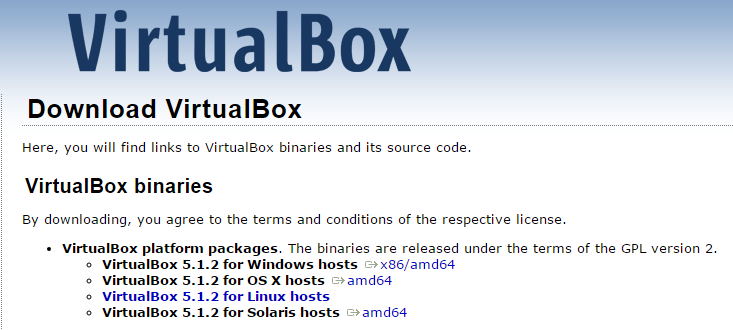 VirtualBox
Download VirtualBox
Here, you will find links to VirtualBox binaries and its source code.
VirtualBox binaries
By downloading, you agree to the terms and conditions of the respective license.
• VirtualBox platform packages. The binaries are released under the terms of the GPL version 2.
◦ VirtualBox 5.1.2 for Windows hosts x86/amd64
◦ VirtualBox 5.1.2 for OS X hosts amd64
◦ VirtualBox 5.1.2 for Linux hosts
◦ VirtualBox 5.1.2 for Solaris hosts amd64